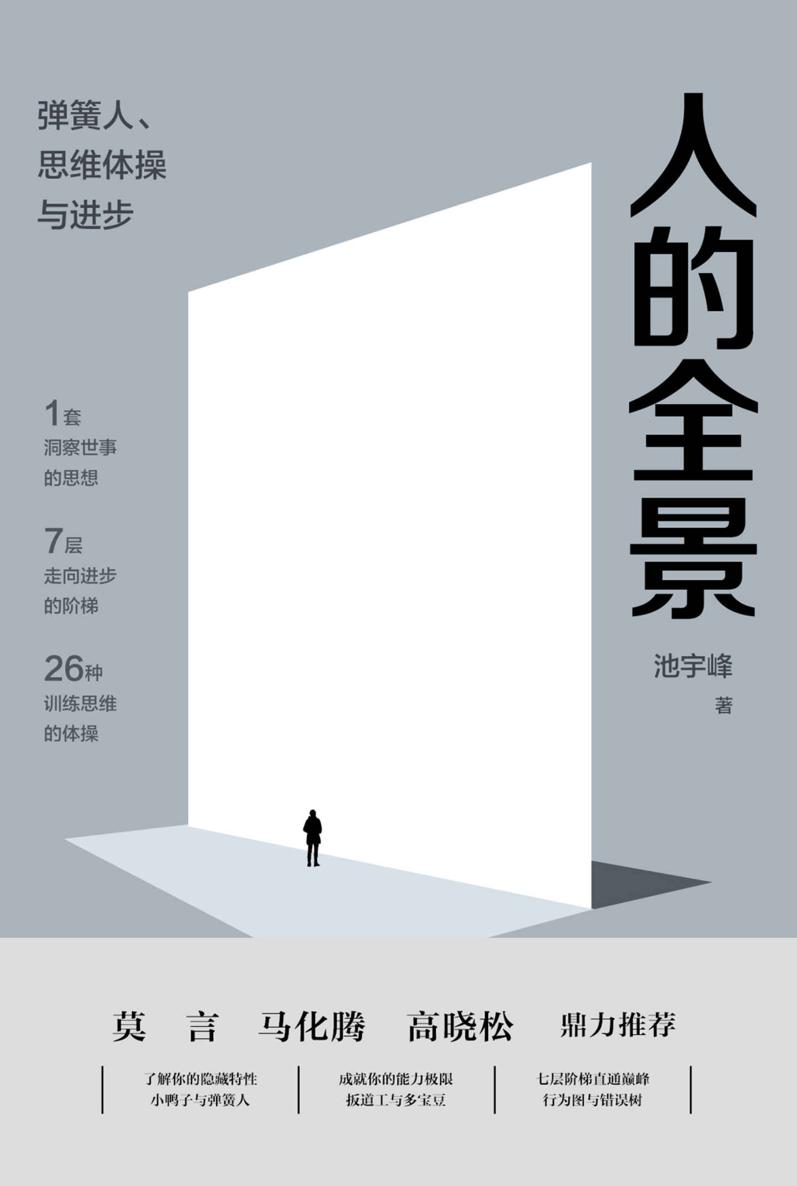 人的全景
池宇峰
著
弹簧人、
思维体操
与进步
1套
洞察世事
的思想
7层
走向进步
的阶梯
26种
训练思维
的体操
莫言 马化腾 高晓松 鼎力推荐
了解你的隐藏特性
小鸭子与弹簧人
成就你的能力极限
扳道工与多宝豆
七层阶梯直通巅峰
行为图与错误树